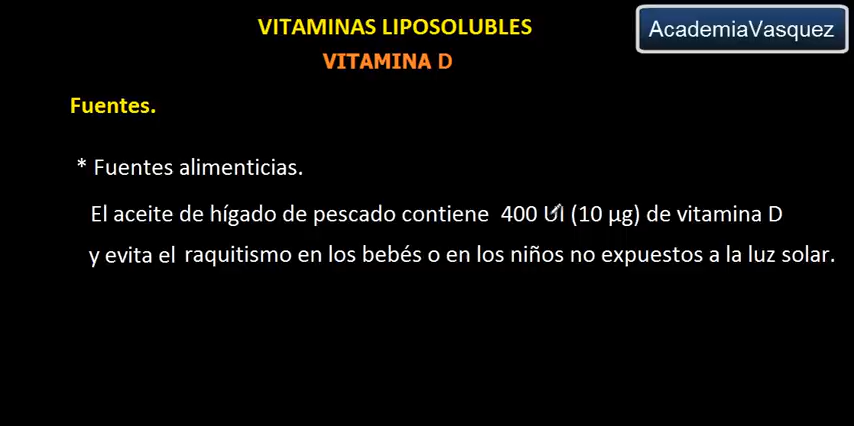 VITAMINAS LIPOSOLUBLES
AcademiaVasquez
VITAMINA D
Fuentes.
* Fuentes alimenticias.
El aceite de hígado de pescado contiene 400 UI (10 µg) de vitamina D
y evita el raquitismo en los bebés o en los niños no expuestos a la luz solar.